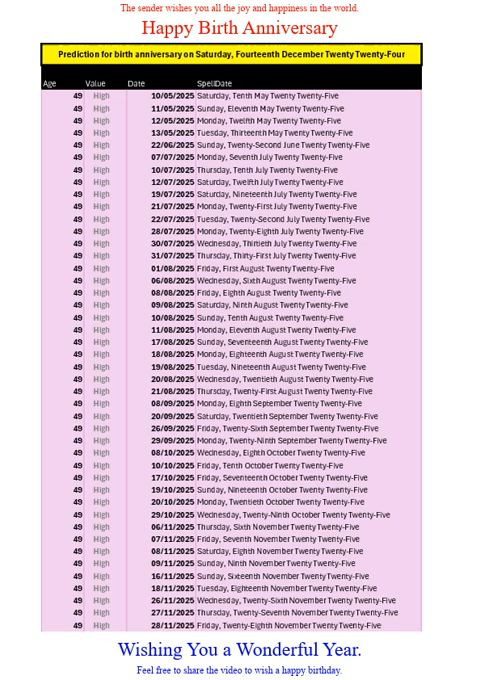 The sender wishes you all the joy and happiness in the world.
Happy Birth Anniversary
Prediction for birth anniversary on Saturday, Fourteenth December Twenty Twenty-Four
Age Value Date SpellDate
49 High 10/05/2025 Saturday, Tenth May Twenty Twenty-Five
49 High 11/05/2025 Sunday, Eleventh May Twenty Twenty-Five
49 High 12/05/2025 Monday, Twelfth May Twenty Twenty-Five
49 High 13/05/2025 Tuesday, Thirteenth May Twenty Twenty-Five
49 High 22/06/2025 Sunday, Twenty-Second June Twenty Twenty-Five
49 High 07/07/2025 Monday, Seventh July Twenty Twenty-Five
49 High 10/07/2025 Thursday, Tenth July Twenty Twenty-Five
49 High 12/07/2025 Saturday, Twelfth July Twenty Twenty-Five
49 High 19/07/2025 Saturday, Nineteenth July Twenty Twenty-Five
49 High 21/07/2025 Monday, Twenty-First July Twenty Twenty-Five
49 High 22/07/2025 Tuesday, Twenty-Second July Twenty Twenty-Five
49 High 28/07/2025 Monday, Twenty-Eighth July Twenty Twenty-Five
49 High 30/07/2025 Wednesday, Thirtieth July Twenty Twenty-Five
49 High 31/07/2025 Thursday, Thirty-First July Twenty Twenty-Five
49 High 01/08/2025 Friday, First August Twenty Twenty-Five
49 High 06/08/2025 Wednesday, Sixth August Twenty Twenty-Five
49 High 08/08/2025 Friday, Eighth August Twenty Twenty-Five
49 High 09/08/2025 Saturday, Ninth August Twenty Twenty-Five
49 High 10/08/2025 Sunday, Tenth August Twenty Twenty-Five
49 High 11/08/2025 Monday, Eleventh August Twenty Twenty-Five
49 High 17/08/2025 Sunday, Seventeenth August Twenty Twenty-Five
49 High 18/08/2025 Monday, Eighteenth August Twenty Twenty-Five
49 High 19/08/2025 Tuesday, Nineteenth August Twenty Twenty-Five
49 High 20/08/2025 Wednesday, Twentieth August Twenty Twenty-Five
49 High 21/08/2025 Thursday, Twenty-First August Twenty Twenty-Five
49 High 08/09/2025 Monday, Eighth September Twenty Twenty-Five
49 High 20/09/2025 Saturday, Twentieth September Twenty Twenty-Five
49 High 26/09/2025 Friday, Twenty-Sixth September Twenty Twenty-Five
49 High 29/09/2025 Monday, Twenty-Ninth September Twenty Twenty-Five
49 High 08/10/2025 Wednesday, Eighth October Twenty Twenty-Five
49 High 10/10/2025 Friday, Tenth October Twenty Twenty-Five
49 High 17/10/2025 Friday, Seventeenth October Twenty Twenty-Five
49 High 19/10/2025 Sunday, Nineteenth October Twenty Twenty-Five
49 High 20/10/2025 Monday, Twentieth October Twenty Twenty-Five
49 High 29/10/2025 Wednesday, Twenty-Ninth October Twenty Twenty-Five
49 High 06/11/2025 Thursday, Sixth November Twenty Twenty-Five
49 High 07/11/2025 Friday, Seventh November Twenty Twenty-Five
49 High 08/11/2025 Saturday, Eighth November Twenty Twenty-Five
49 High 09/11/2025 Sunday, Ninth November Twenty Twenty-Five
49 High 16/11/2025 Sunday, Sixteenth November Twenty Twenty-Five
49 High 18/11/2025 Tuesday, Eighteenth November Twenty Twenty-Five
49 High 26/11/2025 Wednesday, Twenty-Sixth November Twenty Twenty-Five
49 High 27/11/2025 Thursday, Twenty-Seventh November Twenty Twenty-Five
49 High 28/11/2025 Friday, Twenty-Eighth November Twenty Twenty-Five
Wishing You a Wonderful Year.
Feel free to share the video to wish a happy birthday.